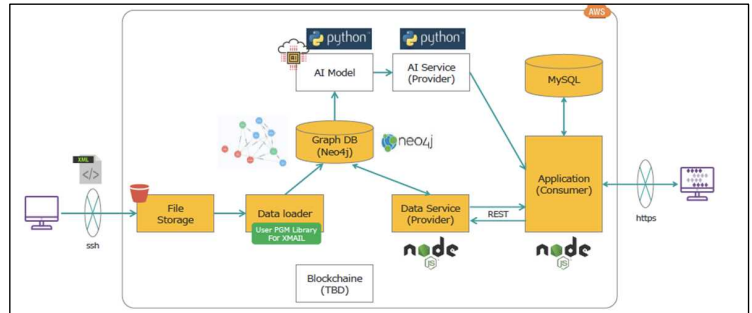 AWS
python
python
AI
AI Model
AI Service
(Provider)
MySQL
Graph DB
(Neo4j)
neo4j
XML
</>
Application
(Consumer)
File
Storage
Data loader
User PGM Library
For XMAIL
Data Service
(Provider)
REST
ssh
https
node
JS
node
JS
Blockchaine
(TBD)